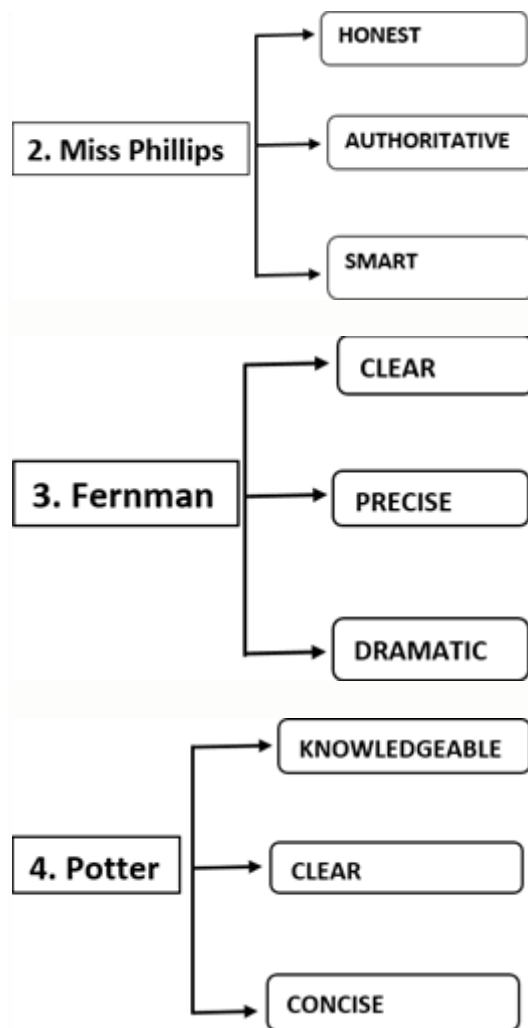 HONEST
2. Miss Phillips
AUTHORITATIVE
SMART
CLEAR
3. Fernman
PRECISE
DRAMATIC
KNOWLEDGEABLE
4. Potter
CLEAR
CONCISE